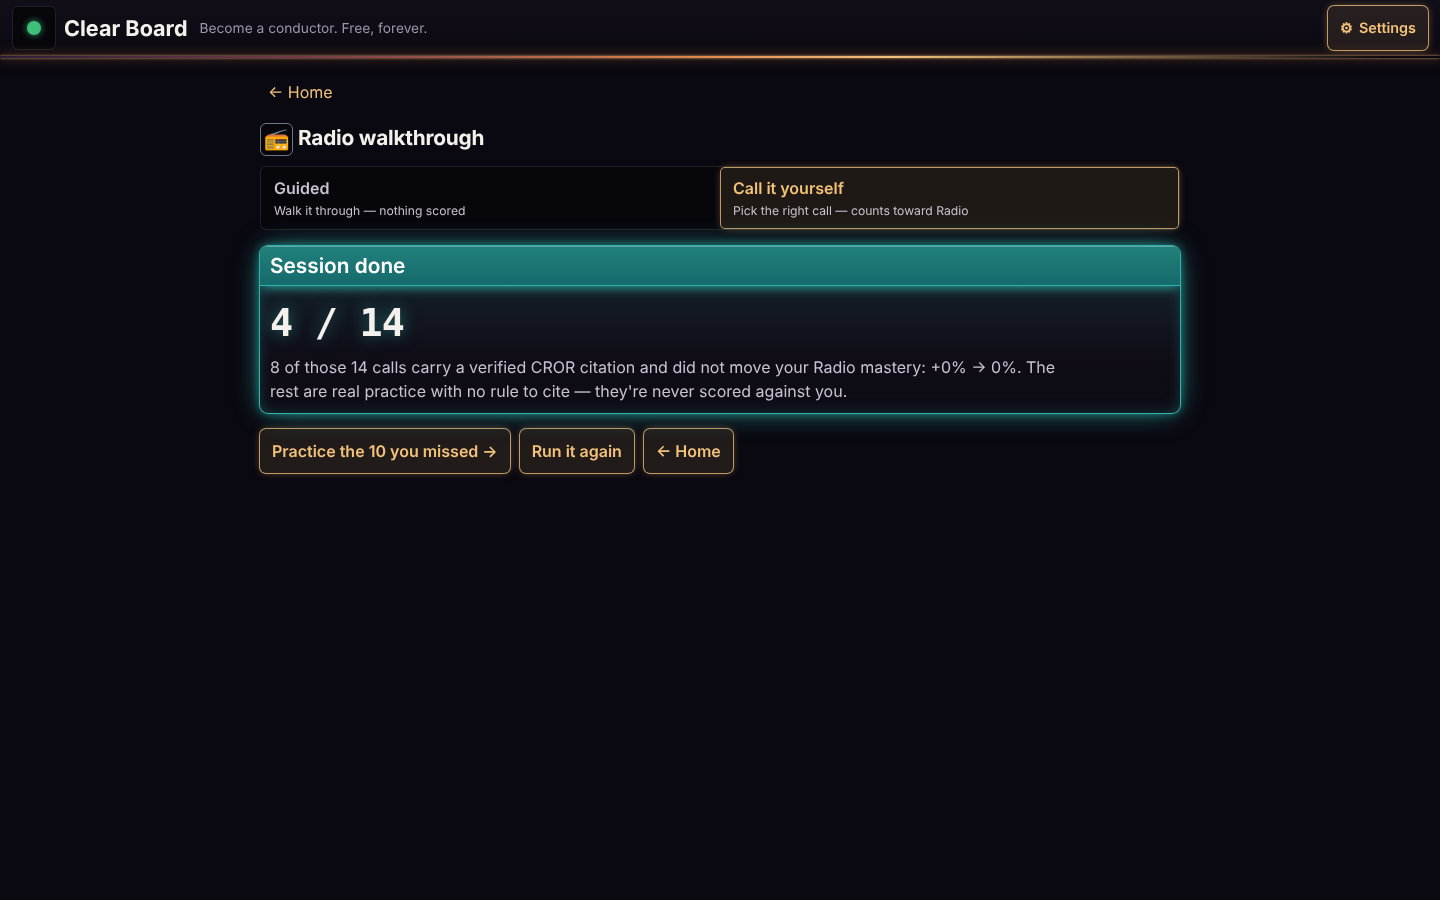 Clear Board
Become a conductor. Free, forever.
⚙ Settings
← Home
Radio walkthrough
Guided
Walk it through — nothing scored
Call it yourself
Pick the right call — counts toward Radio
Session done
4 / 14
8 of those 14 calls carry a verified CROR citation and did not move your Radio mastery: +0% → 0%. The
rest are real practice with no rule to cite — they're never scored against you.
Practice the 10 you missed →
Run it again
← Home